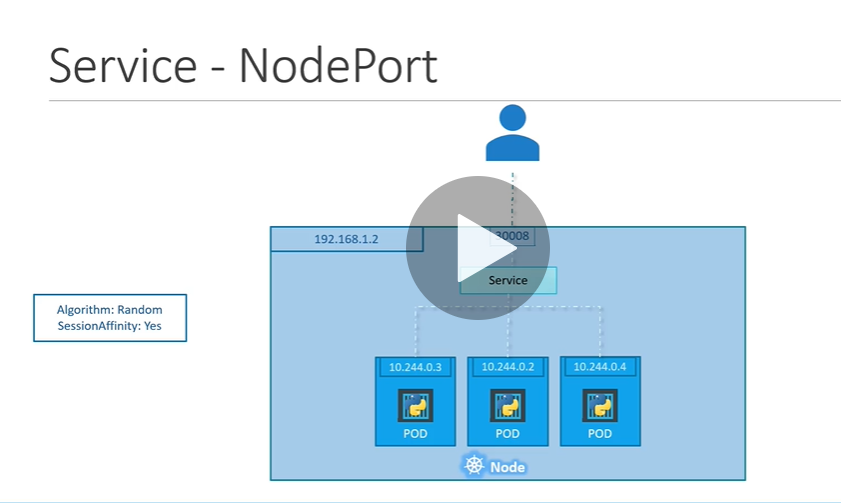 Service - NodePort
192.168.1.2
30008
Service
Algorithm: Random
SessionAffinity: Yes
10.244.0.3
10.244.0.2
10.244.0.4
POD
POD
POD
Node